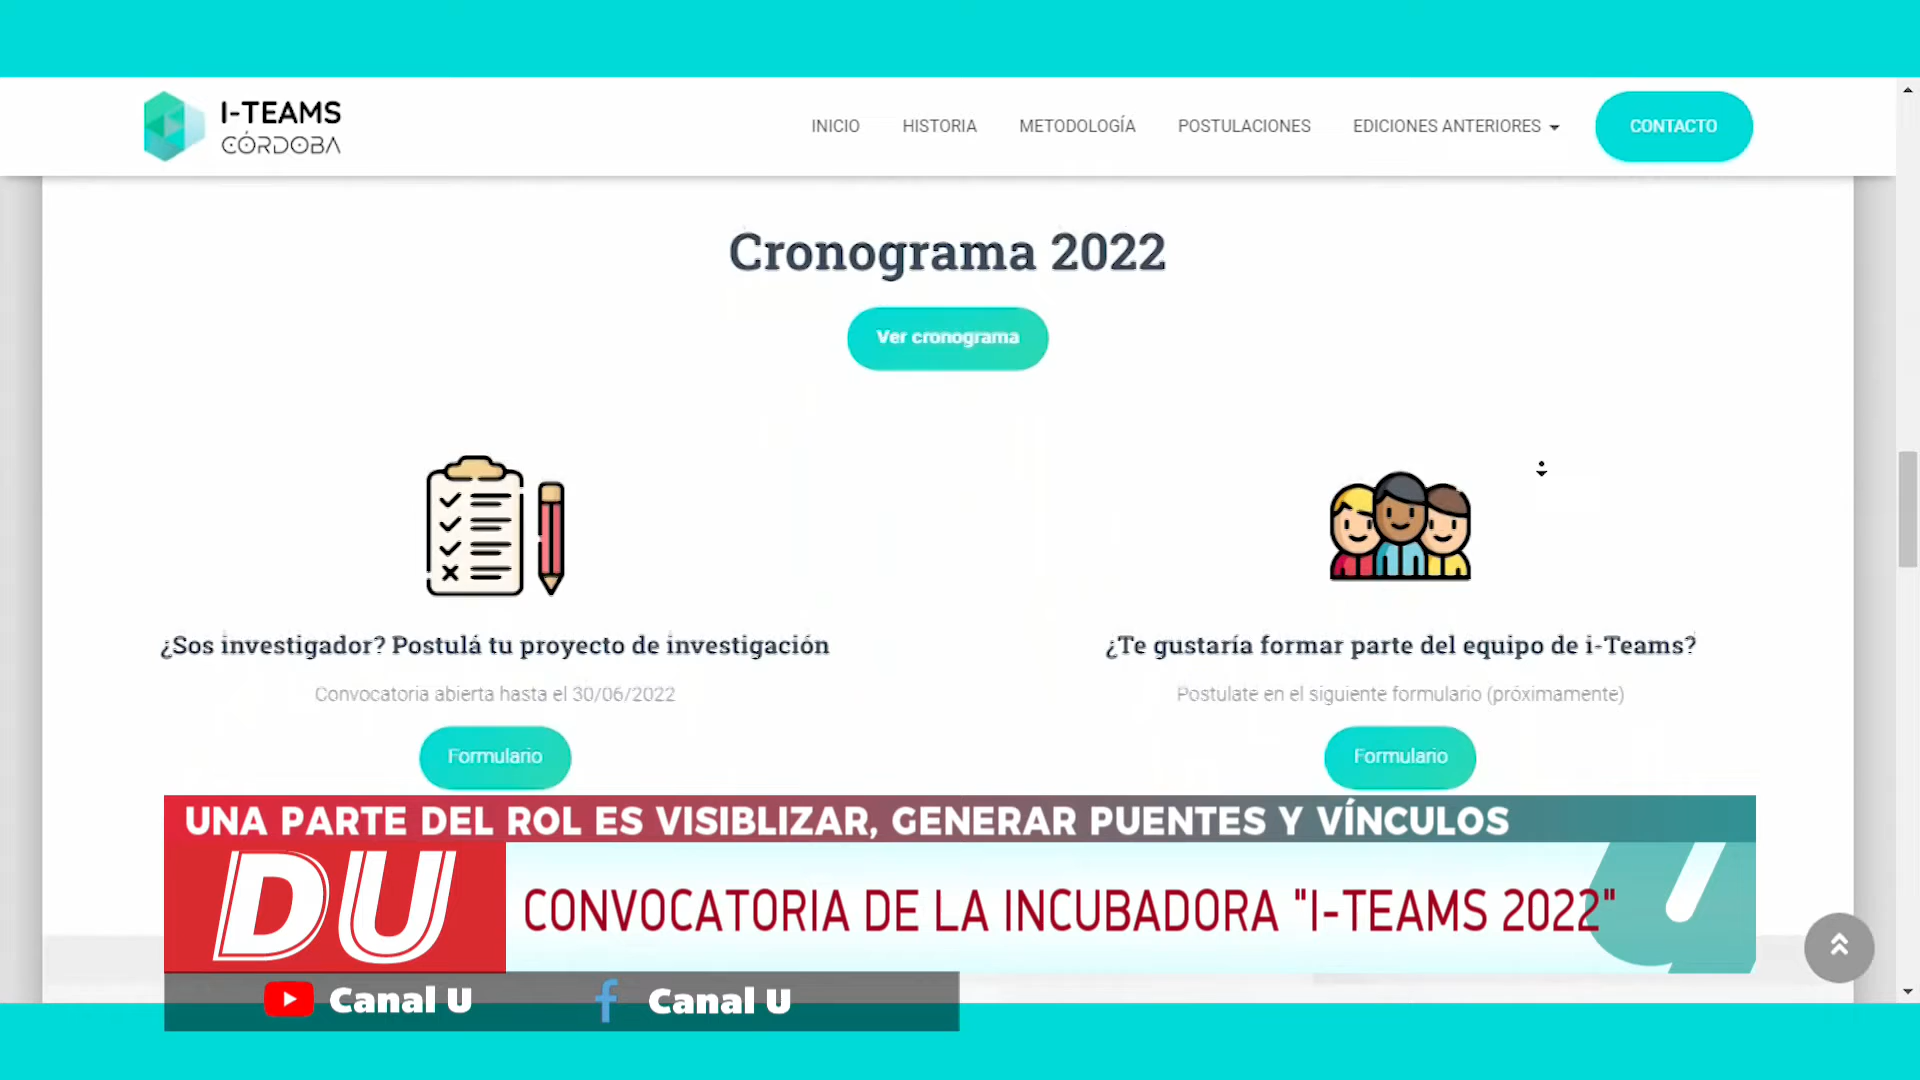 I-TEAMS
CÓRDOBA
INICIO
HISTORIA
METODOLOGÍA
POSTULACIONES
EDICIONES ANTERIORES
CONTACTO
Cronograma 2022
Ver cronograma
¿Sos investigador? Postulá tu proyecto de investigación
Convocatoria abierta hasta el 30/06/2022
Formulario
¿Te gustaría formar parte del equipo de i-Teams?
Postulate en el siguiente formulario (próximamente)
Formulario
UNA PARTE DEL ROL ES VISIBLIZAR, GENERAR PUENTES Y VÍNCULOS
DU
CONVOCATORIA DE LA INCUBADORA "I-TEAMS 2022"
Canal U
Canal U